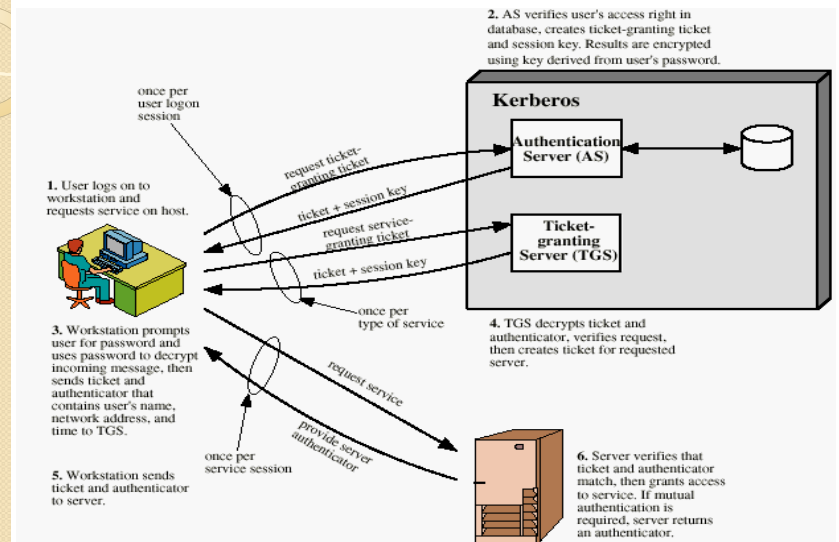 2. AS verifies user's access right in
database, creates ticket-granting ticket
and session key. Results are encrypted
using key derived from user's password.
once per
user logon
session
Kerberos
Authentication
Server (AS)
request ticket-
granting ticket
1. User logs on to
workstation and
requests service on host.
ticket + session key
request service-
granting ticket
Ticket-
granting
Server (TGS)
ticket + session key
once per
type of service
3. Workstation prompts
user for password and
uses password to decrypt
incoming message, then
sends ticket and
authenticator that
contains user's name,
network address, and
time to TGS.
4. TGS decrypts ticket and
authenticator, verifies request,
then creates ticket for requested
server.
request service
provide server
authenticator
once per
service session
5. Workstation sends
ticket and authenticator
to server.
6. Server verifies that
ticket and authenticator
match, then grants access
to service. If mutual
authentication is
required, server returns
an authenticator.